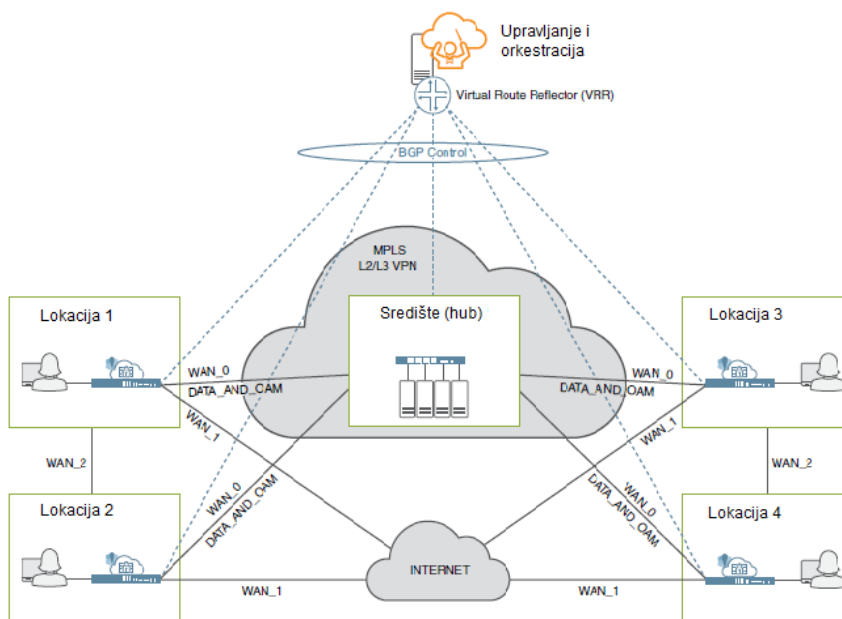 Upravljanje i
orkestracija
Virtual Route Reflector (VRR)
BGP Control
MPLS
L2/L3 VPN
Lokacija 1
Središte (hub)
Lokacija 3
WAN_0
DATA_AND_OAM
WAN_0
DATA_AND_OAM
WAN_1
WAN_1
WAN_2
WAN_2
WAN_0
DATA_AND_OAM
WAN_0
DATA_AND_OAM
Lokacija 2
Lokacija 4
INTERNET
WAN_1
WAN_1